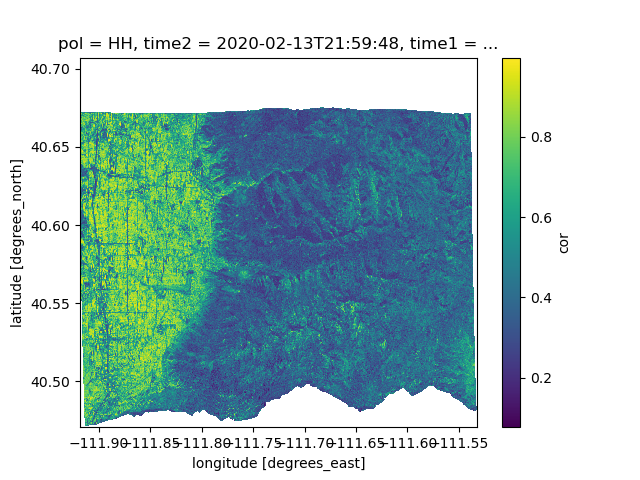 pol = HH, time2 = 2020-02-13T21:59:48, time1 = ...
40.70
40.65
40.60
40.55
40.50
latitude [degrees_north]
−111.90−111.85−111.80−111.75−111.70−111.65−111.60−111.55
longitude [degrees_east]
0.8
0.6
0.4
0.2
cor